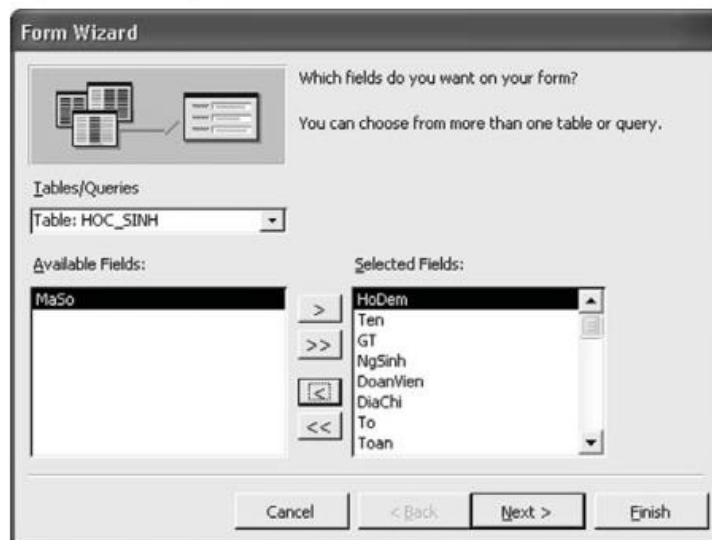 Form Wizard
Which fields do you want on your form?
You can choose from more than one table or query.
Tables/Queries
Table: HOC_SINH
Available Fields:
Selected Fields:
MaSo
>
>>
<
<<
HoDem
Ten
GT
NgSinh
DoanVien
DiaChi
To
Toan
Cancel
< Back
Next >
Finish